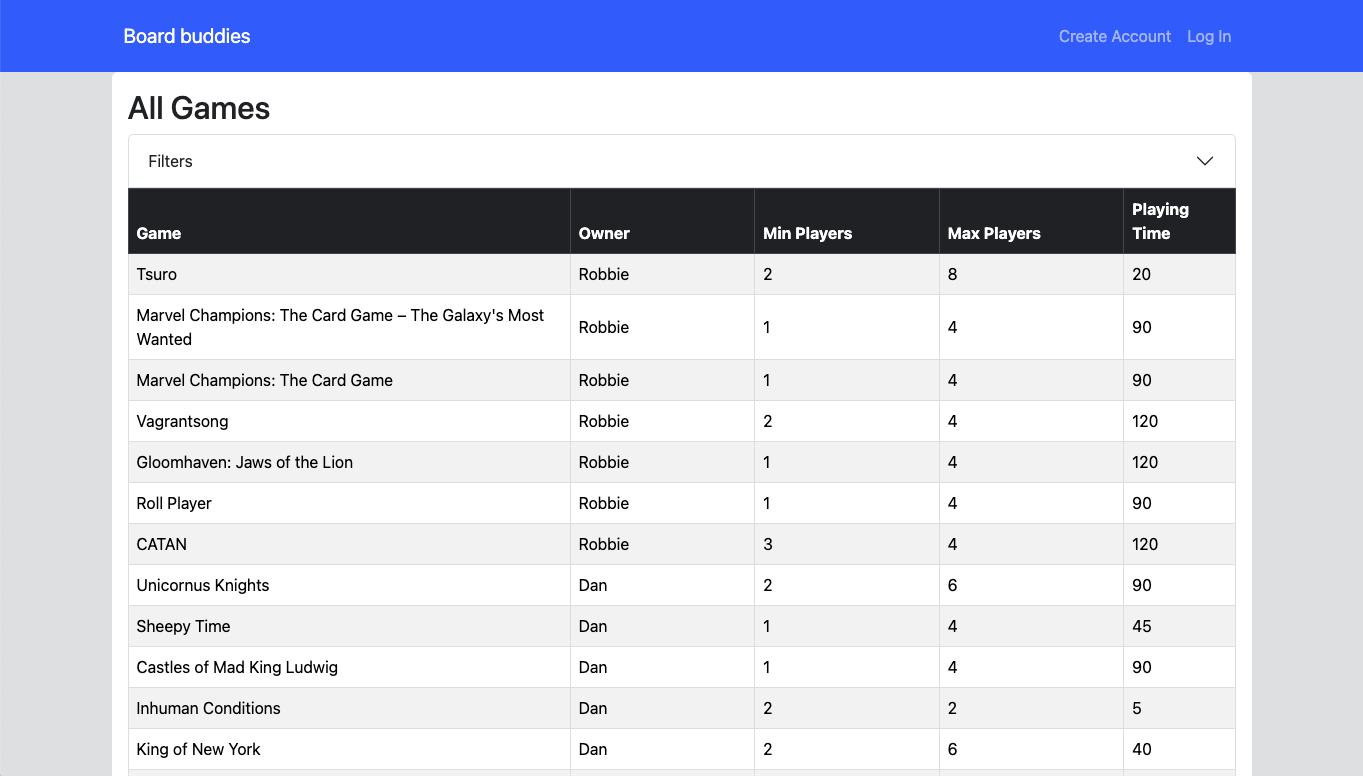 Board buddies Create Account Log In
All Games
Filters
Game Owner Min Players Max Players Playing Time
Tsuro Robbie 2 8 20
Marvel Champions: The Card Game – The Galaxy's Most
Wanted Robbie 1 4 90
Marvel Champions: The Card Game Robbie 1 4 90
Vagrantsong Robbie 2 4 120
Gloomhaven: Jaws of the Lion Robbie 1 4 120
Roll Player Robbie 1 4 90
CATAN Robbie 3 4 120
Unicornus Knights Dan 2 6 90
Sheepy Time Dan 1 4 45
Castles of Mad King Ludwig Dan 1 4 90
Inhuman Conditions Dan 2 2 5
King of New York Dan 2 6 40